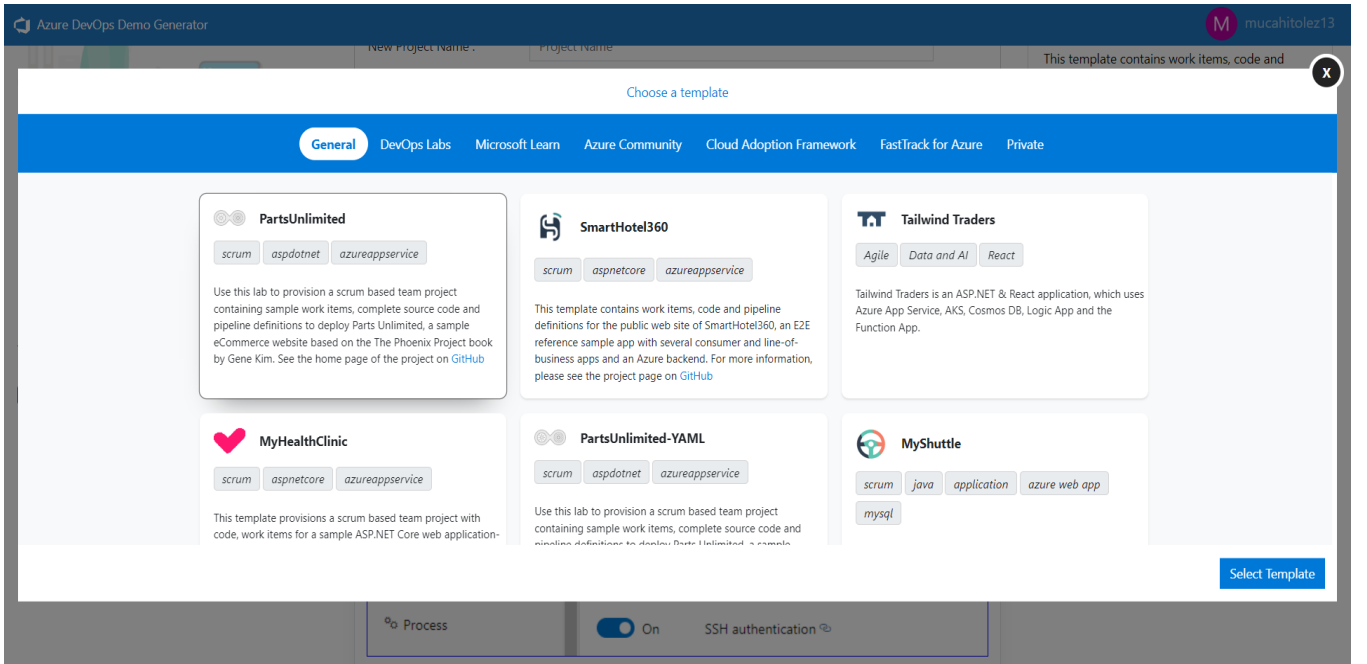 Azure DevOps Demo Generator
M mucahitolez13
New Project Name :
Project Name
This template contains work items, code and
X
Choose a template
General DevOps Labs Microsoft Learn Azure Community Cloud Adoption Framework FastTrack for Azure Private
PartsUnlimited
scrum aspdotnet azureappservice
Use this lab to provision a scrum based team project
containing sample work items, complete source code and
pipeline definitions to deploy Parts Unlimited, a sample
eCommerce website based on the The Phoenix Project book
by Gene Kim. See the home page of the project on GitHub
SmartHotel360
scrum aspnetcore azureappservice
This template contains work items, code and pipeline
definitions for the public web site of SmartHotel360, an E2E
reference sample app with several consumer and line-of-
business apps and an Azure backend. For more information,
please see the project page on GitHub
Tailwind Traders
Agile Data and AI React
Tailwind Traders is an ASP.NET & React application, which uses
Azure App Service, AKS, Cosmos DB, Logic App and the
Function App.
MyHealthClinic
scrum aspnetcore azureappservice
This template provisions a scrum based team project with
code, work items for a sample ASP.NET Core web application-
PartsUnlimited-YAML
scrum aspdotnet azureappservice
Use this lab to provision a scrum based team project
containing sample work items, complete source code and
pipeline definitions to deploy Parts Unlimited, a sample
MyShuttle
scrum java application azure web app
mysql
Select Template
Process
On
SSH authentication